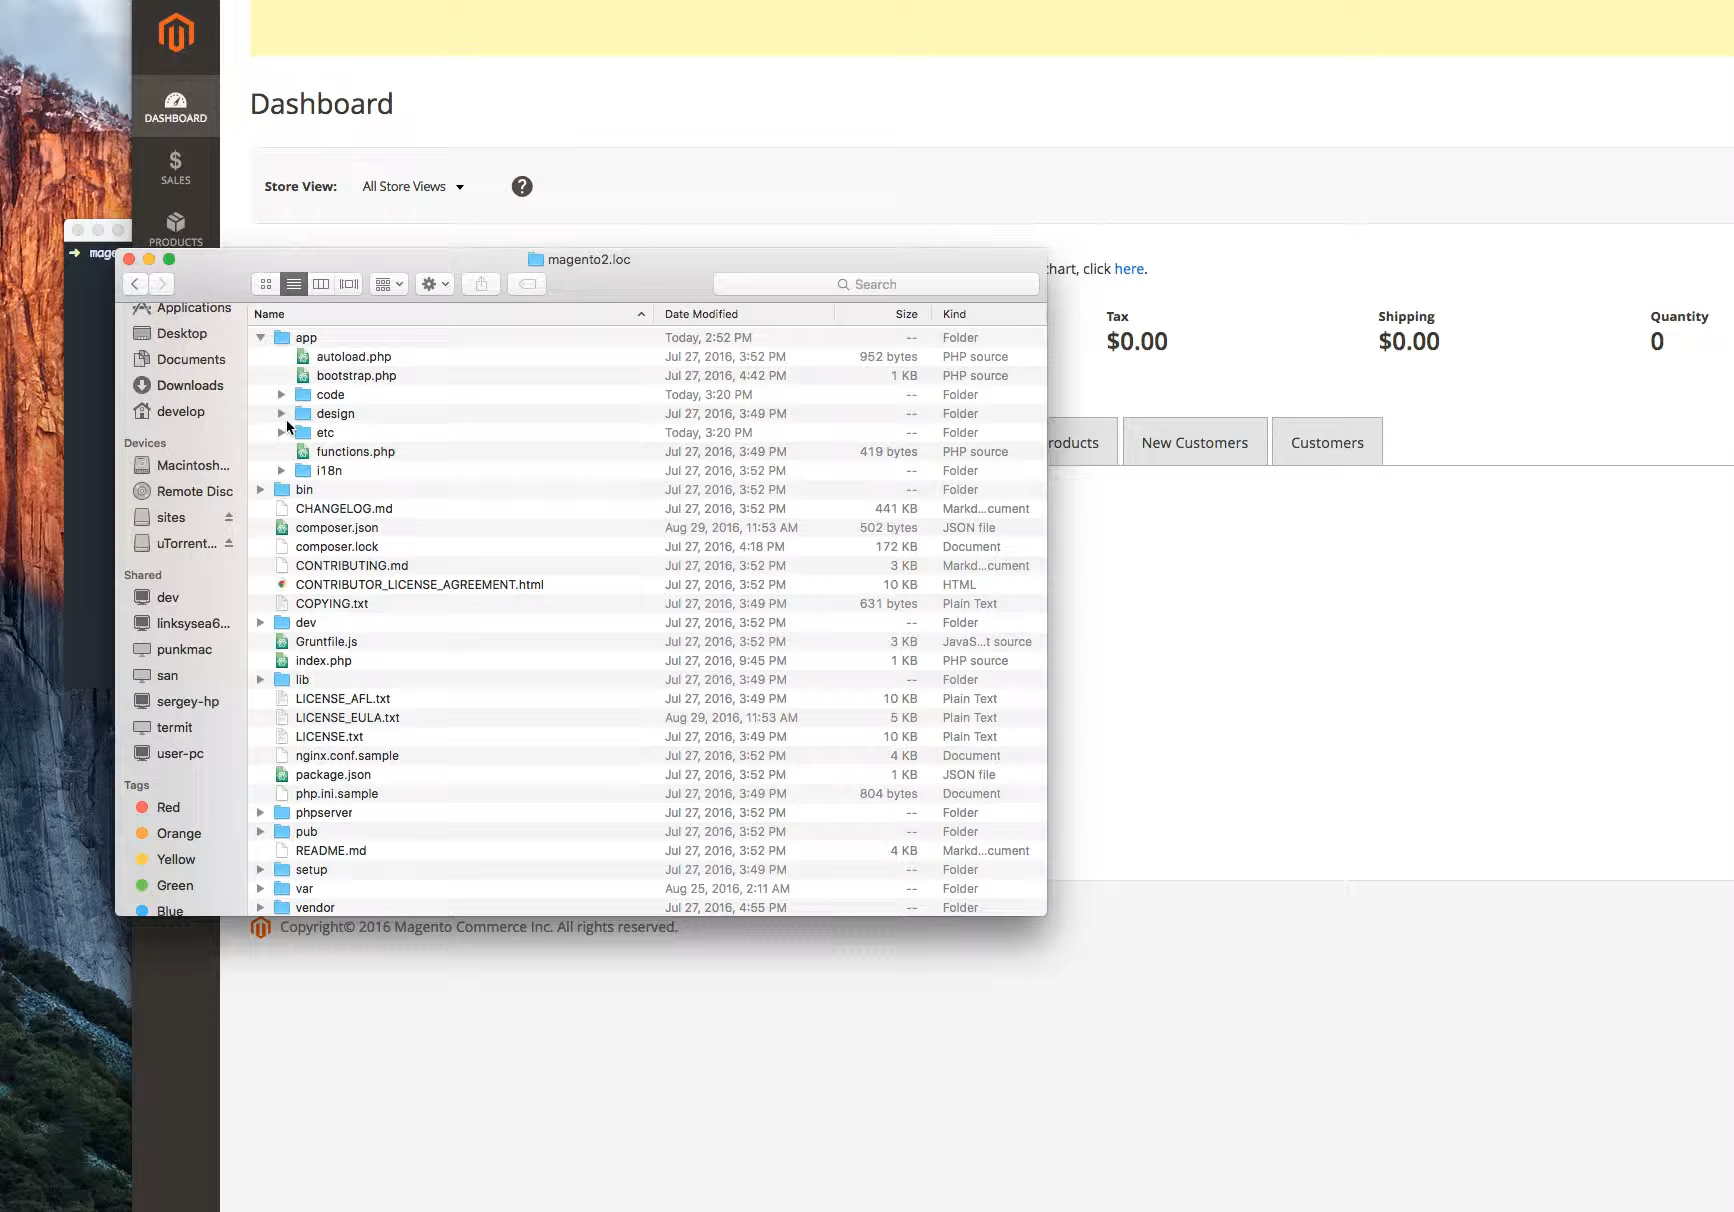 DASHBOARD
SALES
PRODUCTS
Dashboard
Store View: All Store Views ?
chart, click here.
Tax
$0.00
Shipping
$0.00
Quantity
0
New Customers
Customers
Copyright© 2016 Magento Commerce Inc. All rights reserved.
magento2.loc
Search
Applications
Desktop
Documents
Downloads
develop
Devices
Macintosh...
Remote Disc
sites
uTorrent...
Shared
dev
linksysea6...
punkmac
san
sergey-hp
termit
user-pc
Tags
Red
Orange
Yellow
Green
Blue
Name Date Modified Size Kind
app Today, 2:52 PM -- Folder
autoload.php Jul 27, 2016, 3:52 PM 952 bytes PHP source
bootstrap.php Jul 27, 2016, 4:42 PM 1 KB PHP source
code Today, 3:20 PM -- Folder
design Jul 27, 2016, 3:49 PM -- Folder
etc Today, 3:20 PM -- Folder
functions.php Jul 27, 2016, 3:49 PM 419 bytes PHP source
i18n Jul 27, 2016, 3:52 PM -- Folder
bin Jul 27, 2016, 3:52 PM -- Folder
CHANGELOG.md Jul 27, 2016, 3:52 PM 441 KB Markd...cument
composer.json Aug 29, 2016, 11:53 AM 502 bytes JSON file
composer.lock Jul 27, 2016, 4:18 PM 172 KB Document
CONTRIBUTING.md Jul 27, 2016, 3:52 PM 3 KB Markd...cument
CONTRIBUTOR_LICENSE_AGREEMENT.html Jul 27, 2016, 3:52 PM 10 KB HTML
COPYING.txt Jul 27, 2016, 3:49 PM 631 bytes Plain Text
dev Jul 27, 2016, 3:52 PM -- Folder
Gruntfile.js Jul 27, 2016, 3:52 PM 3 KB JavaS...t source
index.php Jul 27, 2016, 9:45 PM 1 KB PHP source
lib Jul 27, 2016, 3:49 PM -- Folder
LICENSE_AFL.txt Jul 27, 2016, 3:49 PM 10 KB Plain Text
LICENSE_EULA.txt Aug 29, 2016, 11:53 AM 5 KB Plain Text
LICENSE.txt Jul 27, 2016, 3:49 PM 10 KB Plain Text
nginx.conf.sample Jul 27, 2016, 3:52 PM 4 KB Document
package.json Jul 27, 2016, 3:52 PM 1 KB JSON file
php.ini.sample Jul 27, 2016, 3:49 PM 804 bytes Document
phpserver Jul 27, 2016, 3:52 PM -- Folder
pub Jul 27, 2016, 3:52 PM -- Folder
README.md Jul 27, 2016, 3:52 PM 4 KB Markd...cument
setup Jul 27, 2016, 3:49 PM -- Folder
var Aug 25, 2016, 2:11 AM -- Folder
vendor Jul 27, 2016, 4:55 PM -- Folder